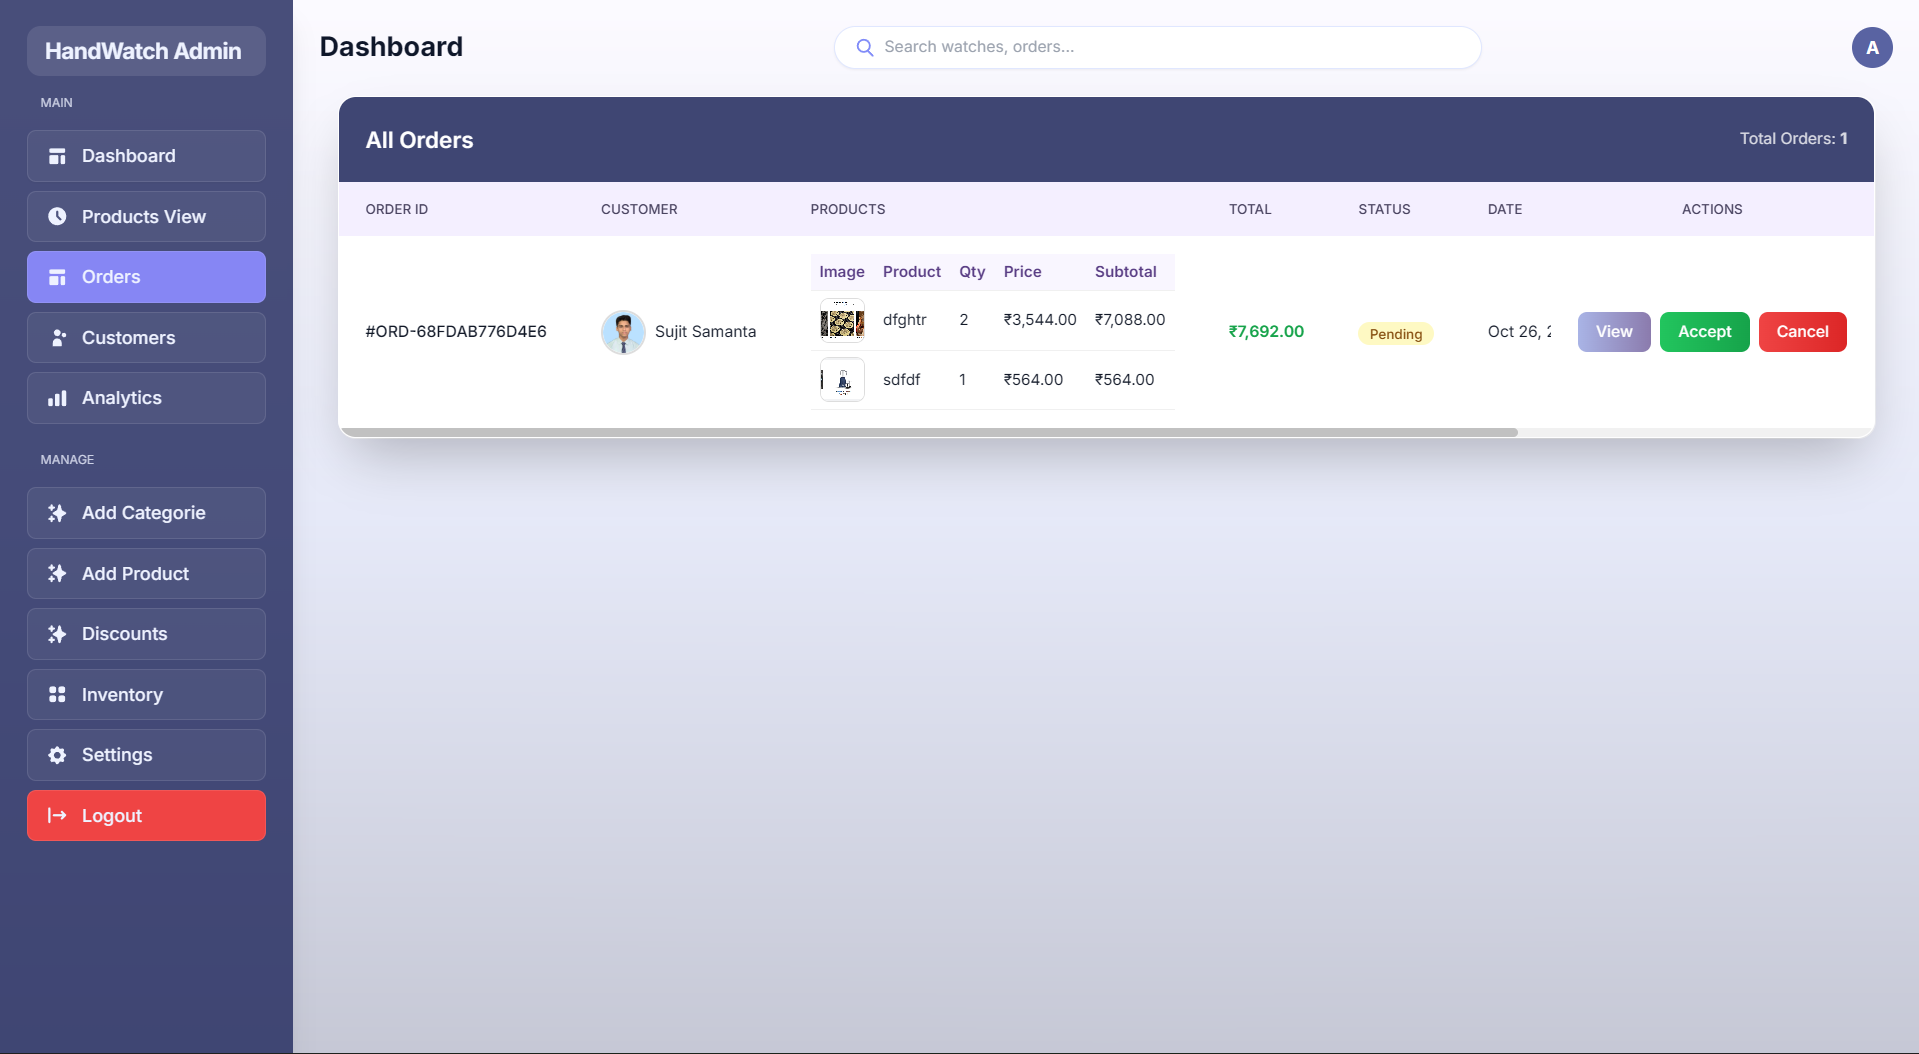 HandWatch Admin
MAIN
Dashboard
Products View
Orders
Customers
Analytics
MANAGE
Add Categorie
Add Product
Discounts
Inventory
Settings
Logout
Dashboard
Search watches, orders...
A
All Orders
Total Orders: 1
ORDER ID CUSTOMER PRODUCTS TOTAL STATUS DATE ACTIONS
Image Product Qty Price Subtotal
dfghtr 2 ₹3,544.00 ₹7,088.00
#ORD-68FDAB776D4E6 Sujit Samanta ₹7,692.00 Pending Oct 26, View Accept Cancel
sdfdf 1 ₹564.00 ₹564.00